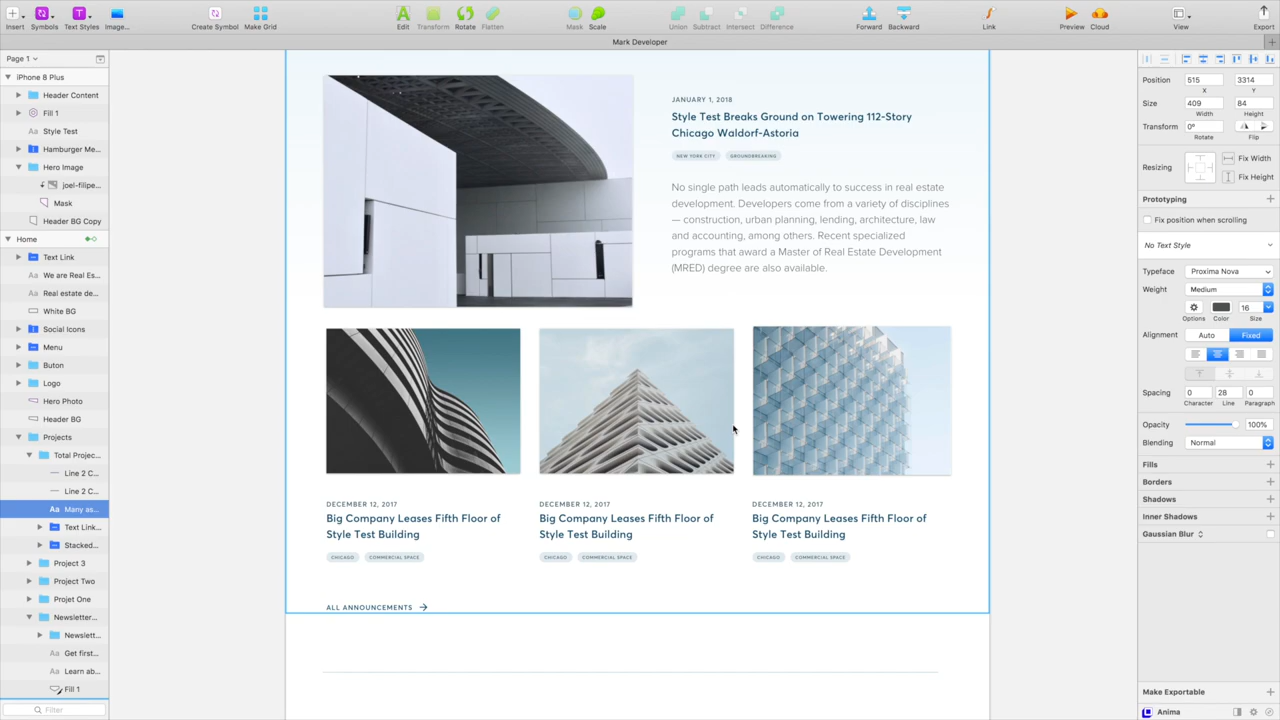 Insert Symbols Text Styles Image... Create Symbol Make Grid Edit Transform Rotate Flatten Mask Scale Union Subtract Intersect Difference Forward Backward Link Preview Cloud View Export
Mark Developer
Page 1
iPhone 8 Plus
Header Content
Fill 1
Style Test
Hamburger Me...
Hero Image
joel-filipe...
Mask
Header BG Copy
Home
Text Link
We are Real Es...
Real estate de...
White BG
Social Icons
Menu
Buton
Logo
Hero Photo
Header BG
Projects
Total Projec...
Line 2 C...
Line 2 C...
Many as...
Text Link...
Stacked...
Project 3
Project Two
Projet One
Newsletter...
Newslett...
Get first...
Learn ab...
Fill 1
Filter
JANUARY 1, 2018
Style Test Breaks Ground on Towering 112-Story
Chicago Waldorf-Astoria
NEW YORK CITY GROUNDBREAKING
No single path leads automatically to success in real estate
development. Developers come from a variety of disciplines
— construction, urban planning, lending, architecture, law
and accounting, among others. Recent specialized
programs that award a Master of Real Estate Development
(MRED) degree are also available.
DECEMBER 12, 2017
Big Company Leases Fifth Floor of
Style Test Building
CHICAGO COMMERCIAL SPACE
DECEMBER 12, 2017
Big Company Leases Fifth Floor of
Style Test Building
CHICAGO COMMERCIAL SPACE
DECEMBER 12, 2017
Big Company Leases Fifth Floor of
Style Test Building
CHICAGO COMMERCIAL SPACE
ALL ANNOUNCEMENTS
Position 515 3314
X Y
Size 409 84
Width Height
Transform 0°
Rotate Flip
Resizing Fix Width
Fix Height
Prototyping
Fix position when scrolling
No Text Style
Typeface Proxima Nova
Weight Medium
16
Options Color Size
Alignment Auto Fixed
Spacing 0 28 0
Character Line Paragraph
Opacity 100%
Blending Normal
Fills
Borders
Shadows
Inner Shadows
Gaussian Blur
Make Exportable
Anima